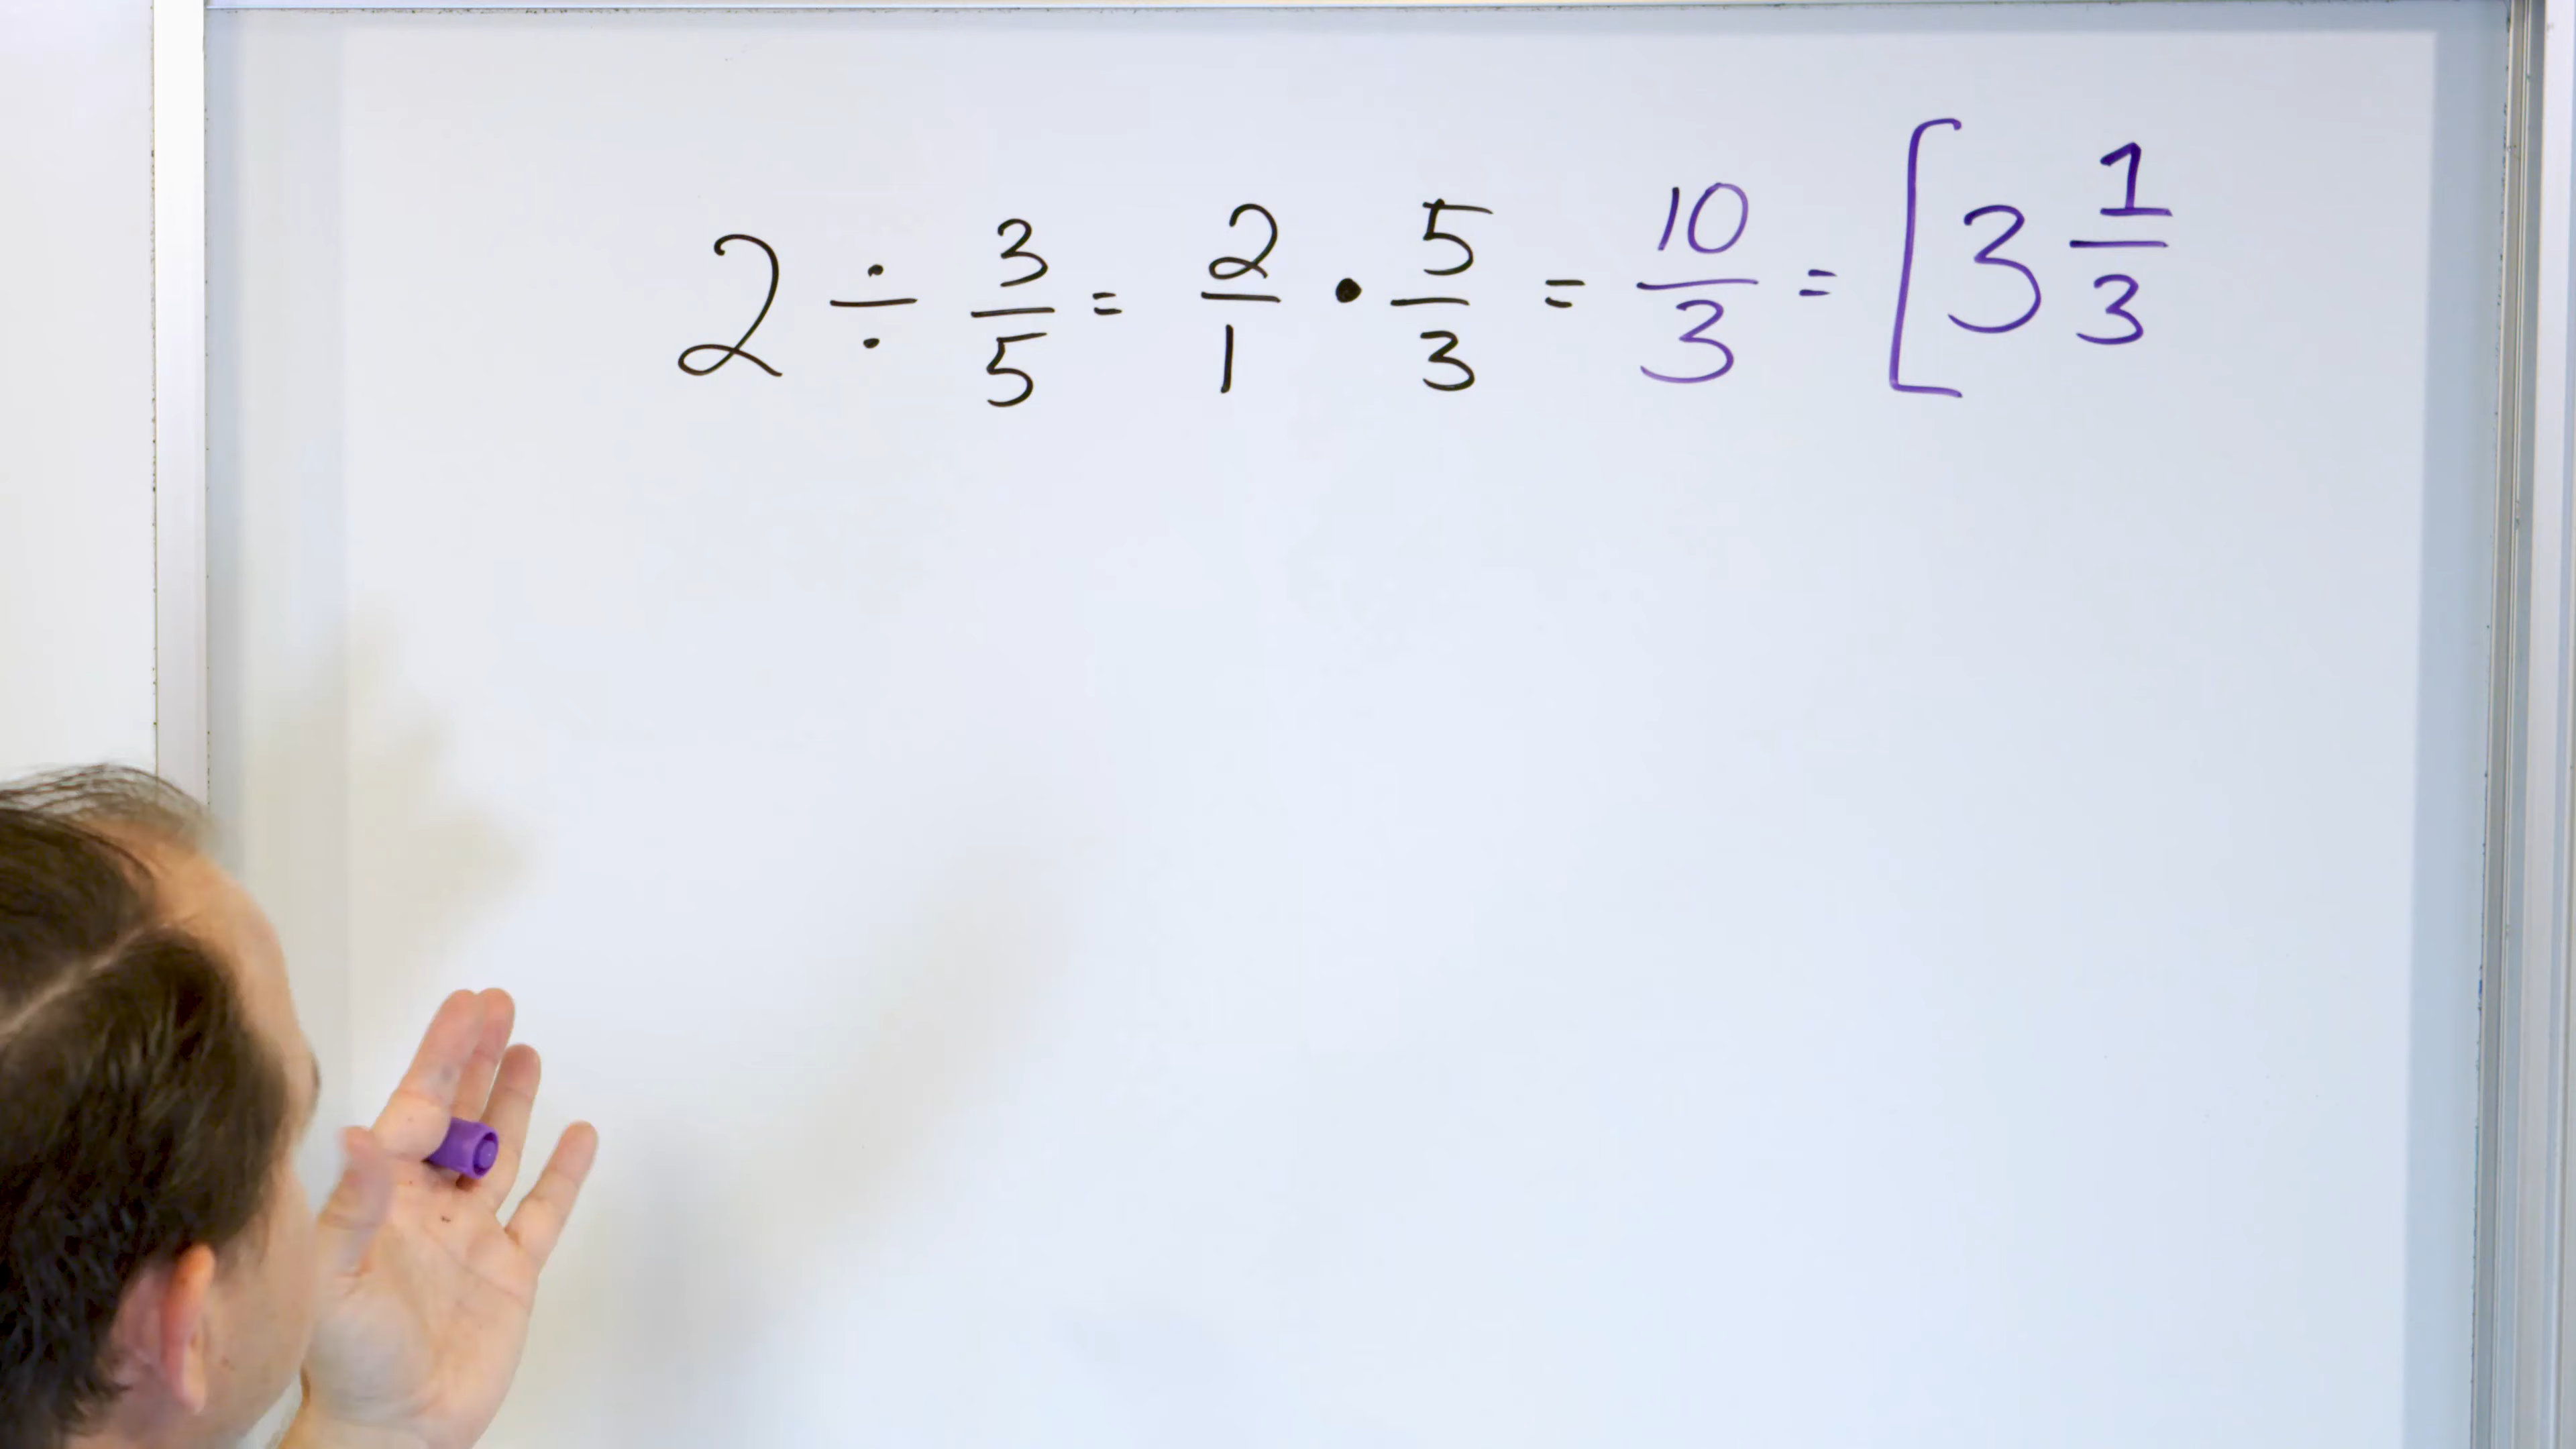 2 ÷ 3/5 = 2/1 • 5/3 = 10/3 = [3 1/3